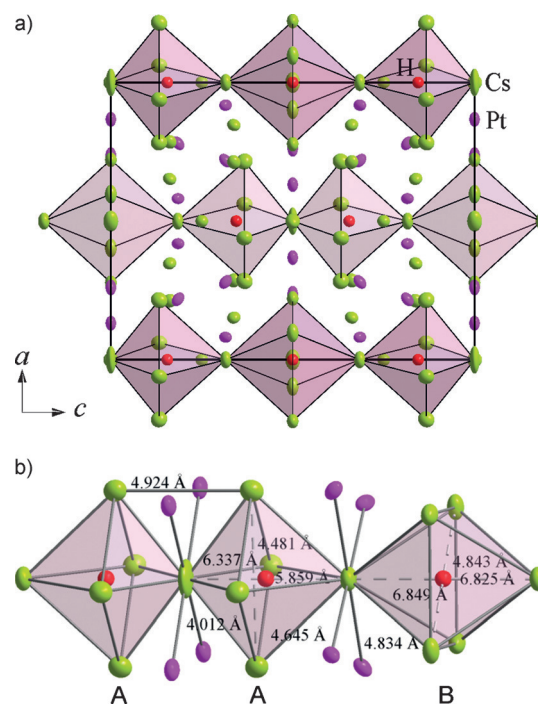 a)
H
Cs
Pt
a
c
b)
4.924 Å
4.481 Å
6.337 Å
5.859 Å
4.843 Å
6.825 Å
6.849 Å
4.012 Å
4.645 Å
4.834 Å
A A B